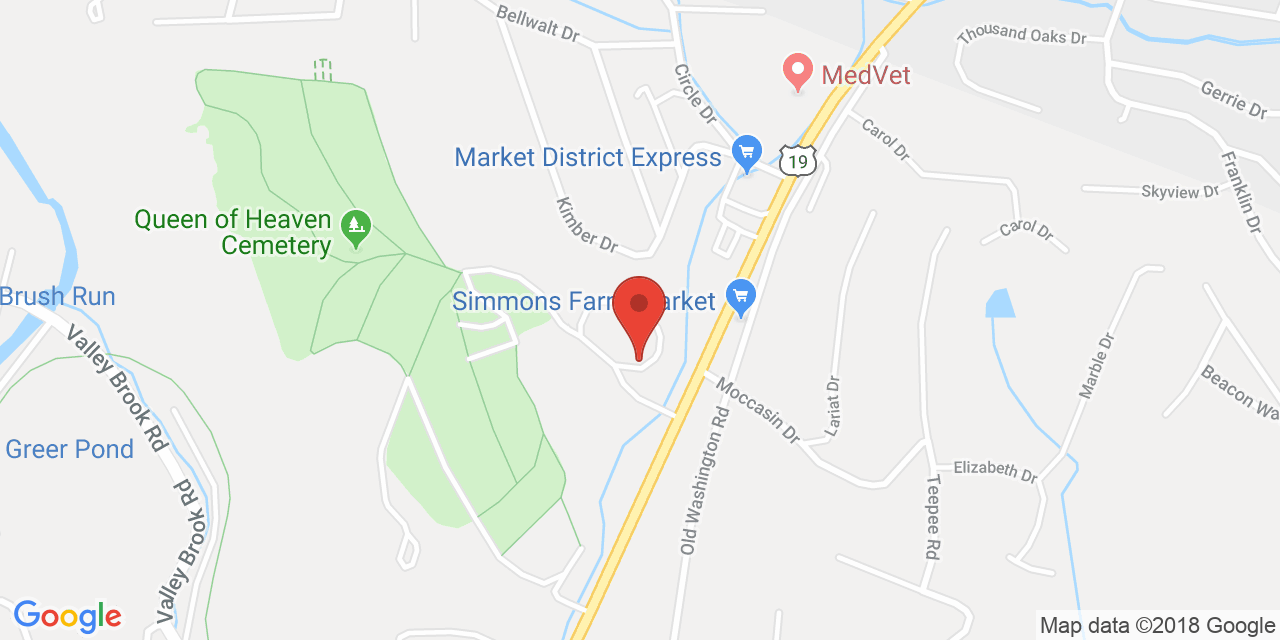 Bellwalt Dr
Thousand Oaks Dr
MedVet
Circle Dr
Gerrie Dr
Carol Dr
Market District Express
19
Franklin Dr
Skyview Dr
Queen of Heaven
Cemetery
Kimber Dr
Carol Dr
Brush Run
Simmons Farm Market
Valley Brook Rd
Marble Dr
Moccasin Dr
Lariat Dr
Beacon Wa
Greer Pond
Old Washington Rd
Elizabeth Dr
Teepee Rd
Valley Brook Rd
Google
Map data ©2018 Google